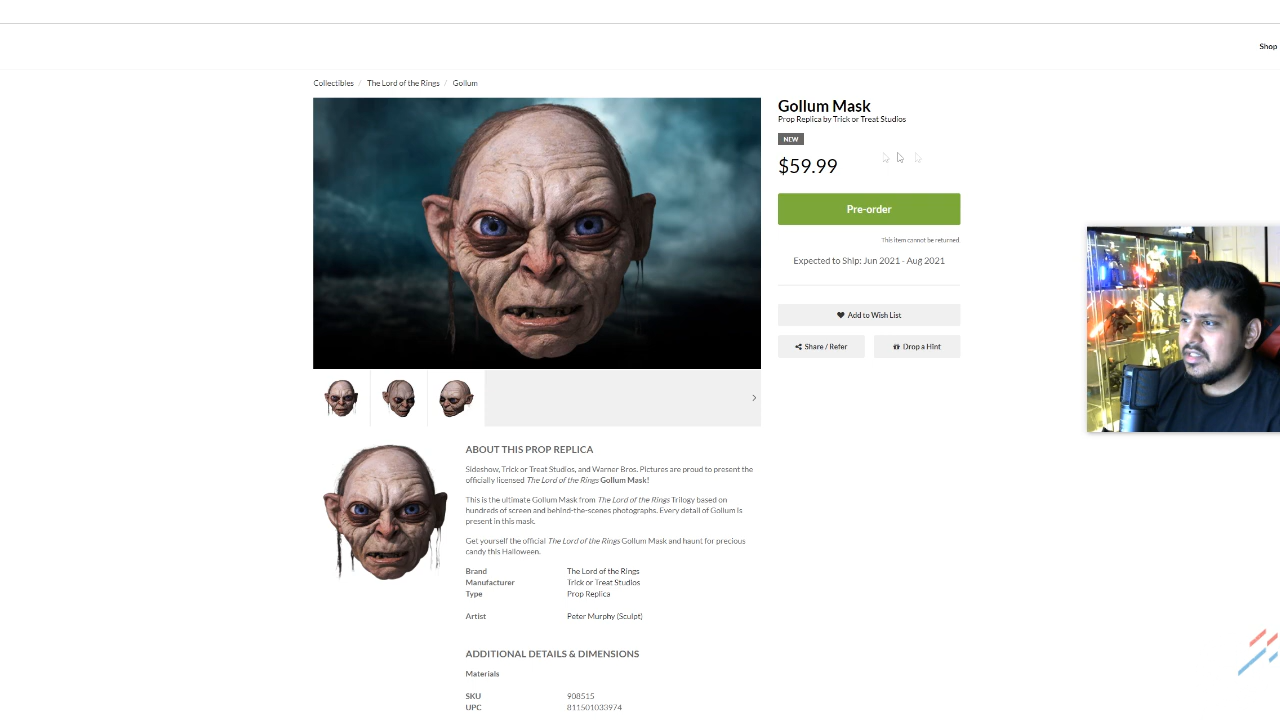 Shop
Collectibles / The Lord of the Rings / Gollum
Gollum Mask
Prop Replica by Trick or Treat Studios
NEW
$59.99
Pre-order
This item cannot be returned
Expected to Ship: Jun 2021 - Aug 2021
Add to Wish List
Share / Refer
Drop a Hint
ABOUT THIS PROP REPLICA
Sideshow, Trick or Treat Studios, and Warner Bros. Pictures are proud to present the
officially licensed The Lord of the Rings Gollum Mask!
This is the ultimate Gollum Mask from The Lord of the Rings Trilogy based on
hundreds of screen and behind-the-scenes photographs. Every detail of Gollum is
present in this mask.
Get yourself the official The Lord of the Rings Gollum Mask and haunt for precious
candy this Halloween.
Brand The Lord of the Rings
Manufacturer Trick or Treat Studios
Type Prop Replica
Artist Peter Murphy (Sculpt)
ADDITIONAL DETAILS & DIMENSIONS
Materials
SKU 908515
UPC 811501033974